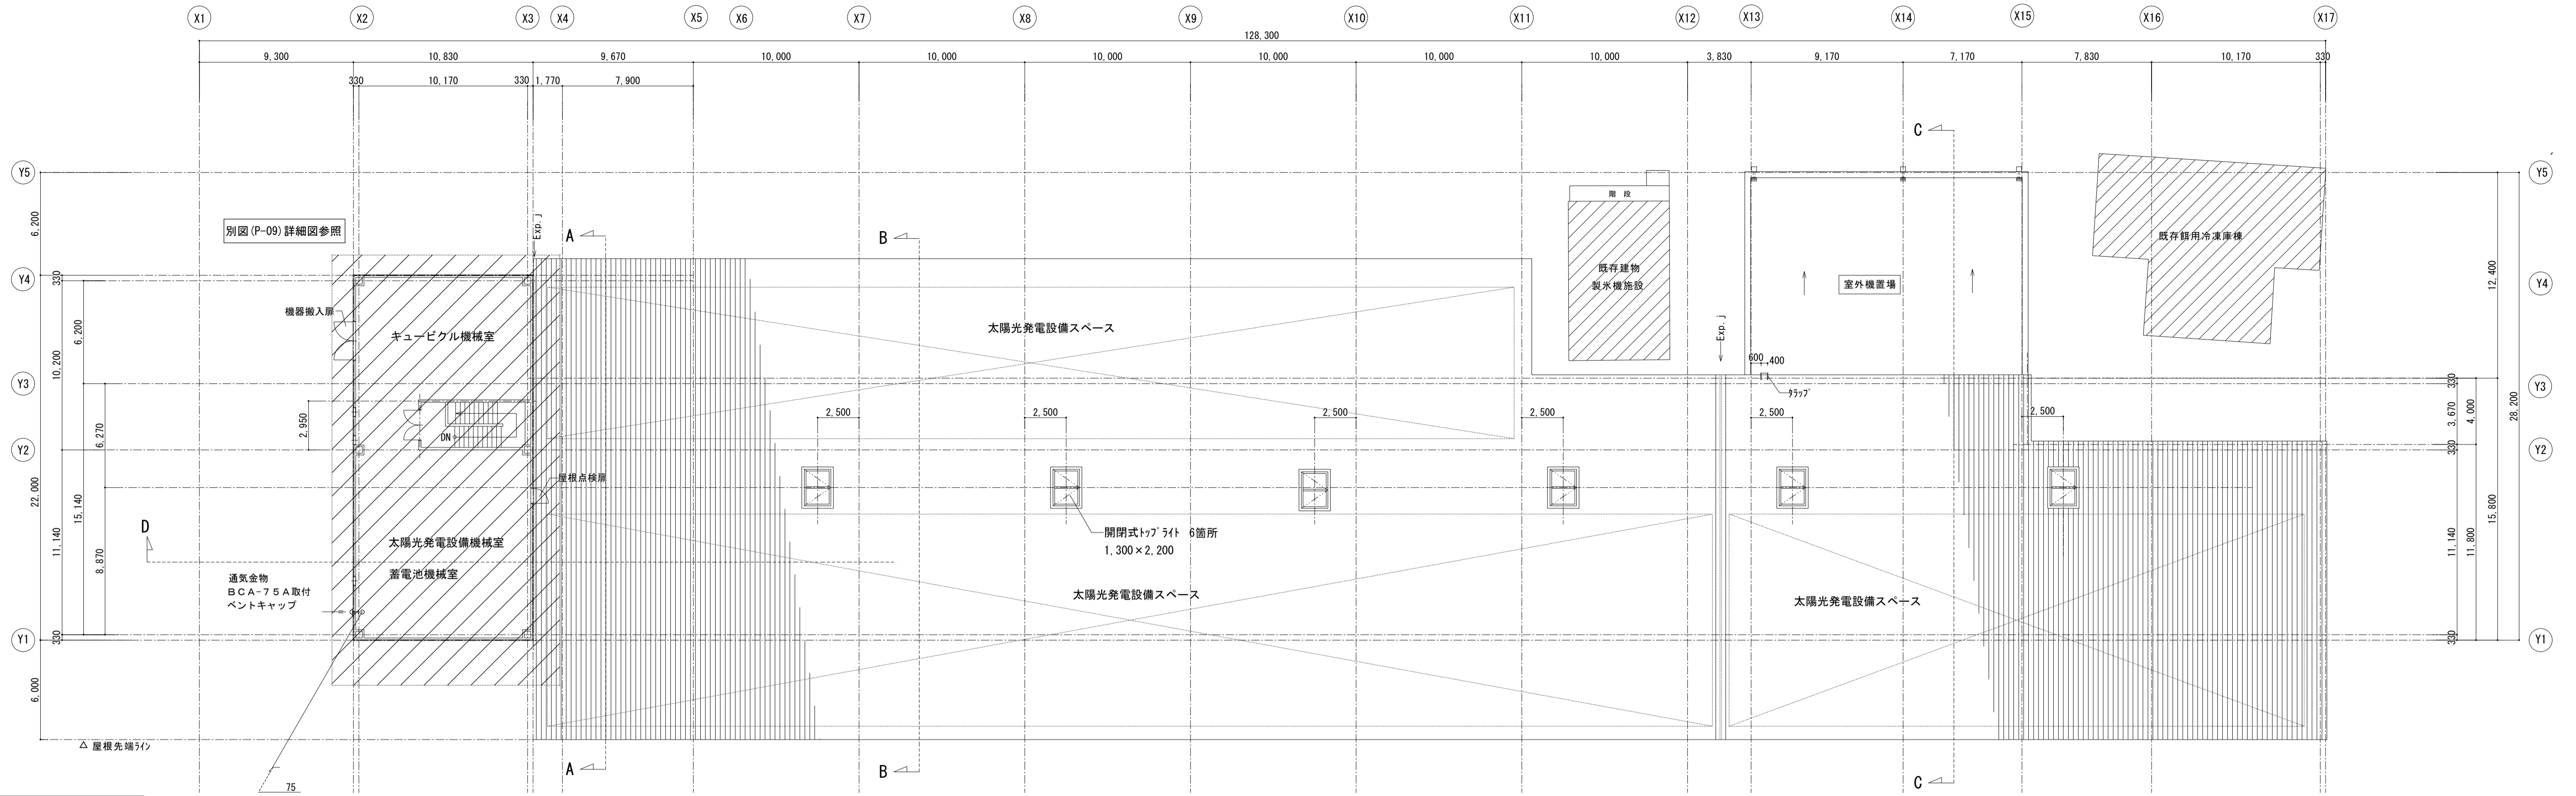 X1 X2 X3 X4 X5 X6 X7 X8 X9 X10 X11 X12 X13 X14 X15 X16 X17
128,300
9,300 10,830 9,670 10,000 10,000 10,000 10,000 10,000 10,000 3,830 9,170 7,170 7,830 10,170 330
330 10,170 330 1,770 7,900
C
Y5 Y5
6,200
別図(P-09)詳細図参照
Exp.j
A
B
階 段
既存建物
製氷機施設
室外機置場
既存餌用冷凍庫棟
12,400
Y4 Y4
330
機器搬入扉
キュービクル機械室
太陽光発電設備スペース
Exp.j
6,200
10,200
600 400
タラップ
Y3 Y3
330
3,670
4,000
28,200
2,950
6,270
DN
2,500 2,500 2,500 2,500 2,500 2,500
Y2 Y2
330
屋根点検扉
22,000
15,140
11,140
8,870
D
開閉式トップライト 6箇所
1,300×2,200
太陽光発電設備機械室
蓄電池機械室
通気金物
BCA-75A取付
ベントキャップ
太陽光発電設備スペース
太陽光発電設備スペース
11,140
11,800
15,800
Y1 Y1
330 330
6,000
△ 屋根先端ライン
A
B
C
75